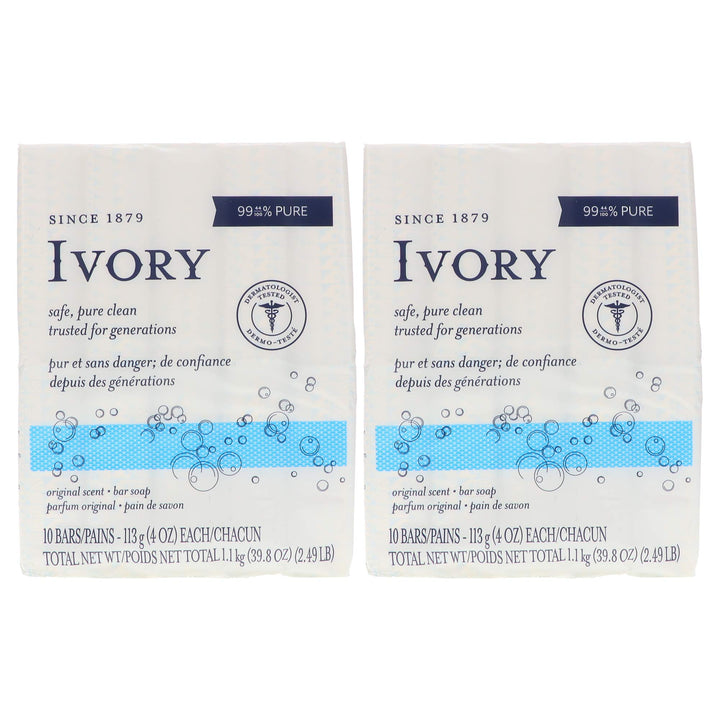 SINCE 1879
99 44/100% PURE
IVORY
DERMATOLOGIST TESTED
DERMO-TESTÉ
safe, pure clean
trusted for generations
pur et sans danger; de confiance
depuis des générations
original scent • bar soap
parfum original • pain de savon
10 BARS/PAINS - 113 g (4 OZ) EACH/CHACUN
TOTAL NET WT/POIDS NET TOTAL 1.1 kg (39.8 OZ) (2.49 LB)
SINCE 1879
99 44/100% PURE
IVORY
DERMATOLOGIST TESTED
DERMO-TESTÉ
safe, pure clean
trusted for generations
pur et sans danger; de confiance
depuis des générations
original scent • bar soap
parfum original • pain de savon
10 BARS/PAINS - 113 g (4 OZ) EACH/CHACUN
TOTAL NET WT/POIDS NET TOTAL 1.1 kg (39.8 OZ) (2.49 LB)